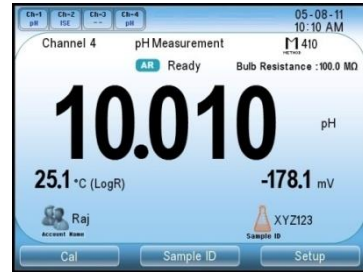 Ch-1 Ch-2 Ch-3 Ch-4 05-08-11
pH ISE -- pH 10:10 AM
Channel 4 pH Measurement M 410
METHOD
AR Ready Bulb Resistance :100.0 MΩ
10.010 pH
25.1 °C (LogR) -178.1 mV
Raj XYZ123
Account Name Sample ID
Cal Sample ID Setup